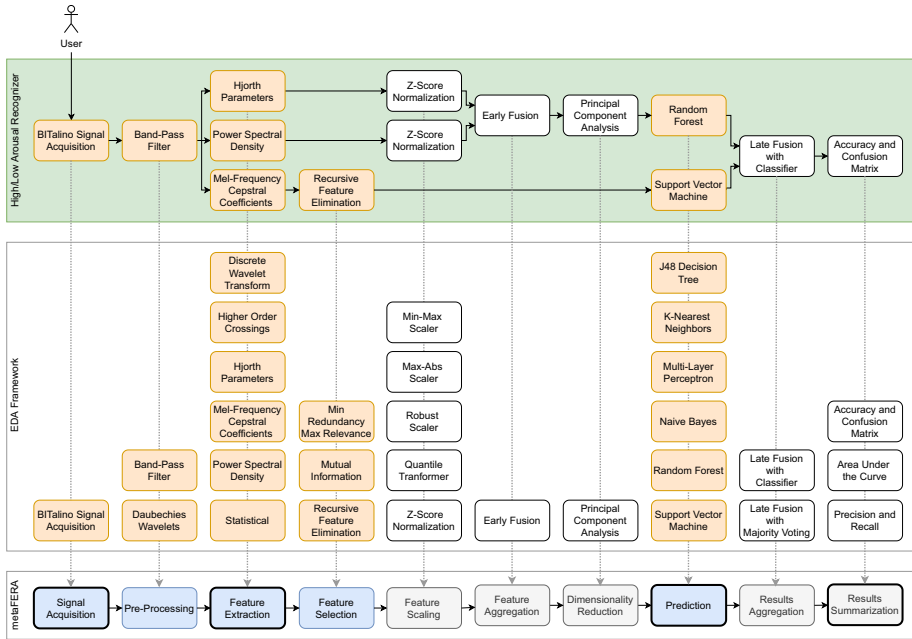 User
High/Low Arousal Recognizer
Hjorth
Parameters
Z-Score
Normalization
BITalino Signal
Acquisition
Band-Pass
Filter
Power Spectral
Density
Z-Score
Normalization
Early Fusion
Principal
Component
Analysis
Random
Forest
Mel-Frequency
Cepstral
Coefficients
Recursive
Feature
Elimination
Support Vector
Machine
Late Fusion
with
Classifier
Accuracy and
Confusion
Matrix
EDA Framework
Discrete
Wavelet
Transform
J48 Decision
Tree
Higher Order
Crossings
Min-Max
Scaler
K-Nearest
Neighbors
Hjorth
Parameters
Max-Abs
Scaler
Multi-Layer
Perceptron
Mel-Frequency
Cepstral
Coefficients
Min
Redundancy
Max Relevance
Robust
Scaler
Naive Bayes
Accuracy and
Confusion
Matrix
Band-Pass
Filter
Power Spectral
Density
Mutual
Information
Quantile
Tranformer
Random Forest
Late Fusion
with
Classifier
Area Under
the Curve
BITalino Signal
Acquisition
Daubechies
Wavelets
Statistical
Recursive
Feature
Elimination
Z-Score
Normalization
Early Fusion
Principal
Component
Analysis
Support Vector
Machine
Late Fusion
with
Majority Voting
Precision and
Recall
metaFERA
Signal
Acquisition
Pre-Processing
Feature
Extraction
Feature
Selection
Feature
Scaling
Feature
Aggregation
Dimensionality
Reduction
Prediction
Results
Aggregation
Results
Summarization